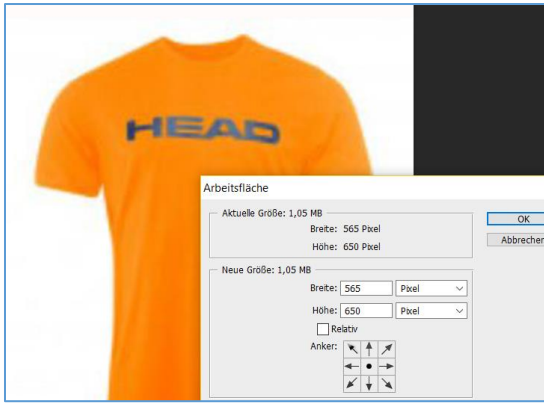 HEAD
Arbeitsfläche
Aktuelle Größe: 1,05 MB
Breite: 565 Pixel
Höhe: 650 Pixel
OK
Abbrechen
Neue Größe: 1,05 MB
Breite: 565 Pixel
Höhe: 650 Pixel
Relativ
Anker: